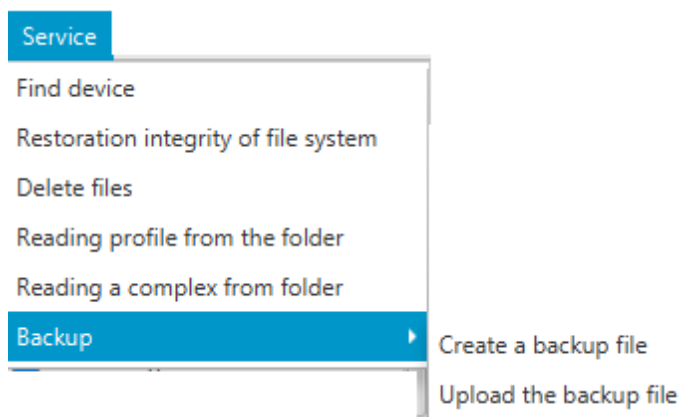 Service
Find device
Restoration integrity of file system
Delete files
Reading profile from the folder
Reading a complex from folder
Backup
Create a backup file
Upload the backup file